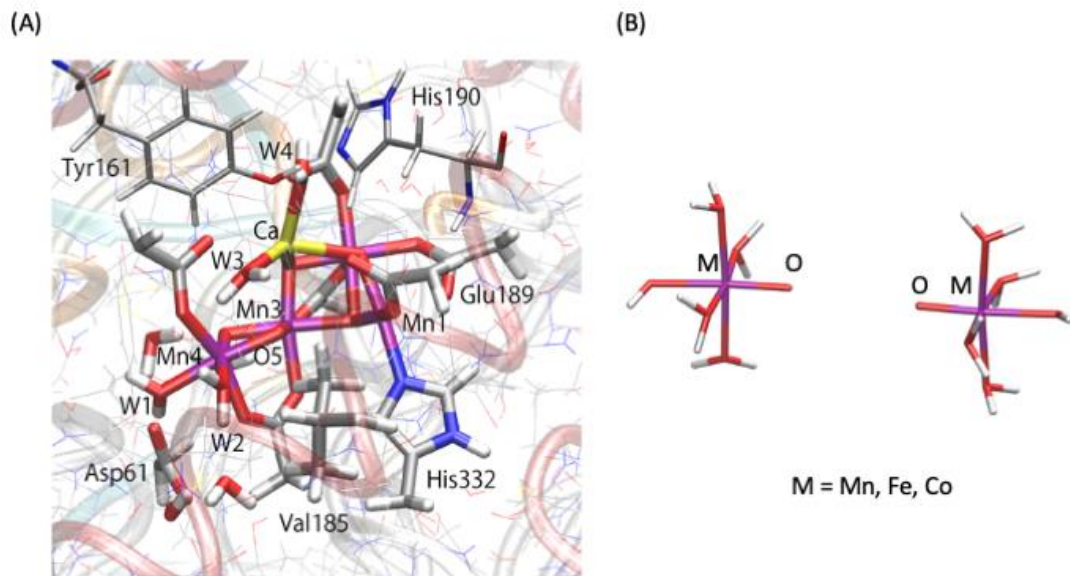 (A)
(B)
His190
W4
Tyr161
Ca
W3
Glu189
Mn3
Mn1
Mn4
O5
W1
W2
Asp61
His332
Val185
M
O
O
M
M = Mn, Fe, Co